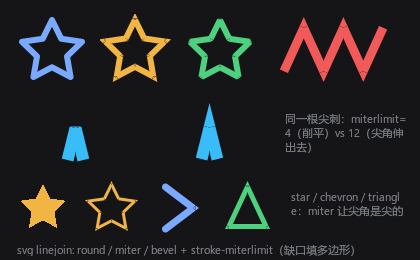 同一根尖刺：miterlimit=
4（削平）vs 12（尖角伸
出去）
star / chevron / triangl
e：miter 让尖角是尖的
svg linejoin: round / miter / bevel + stroke-miterlimit（缺口填多边形）